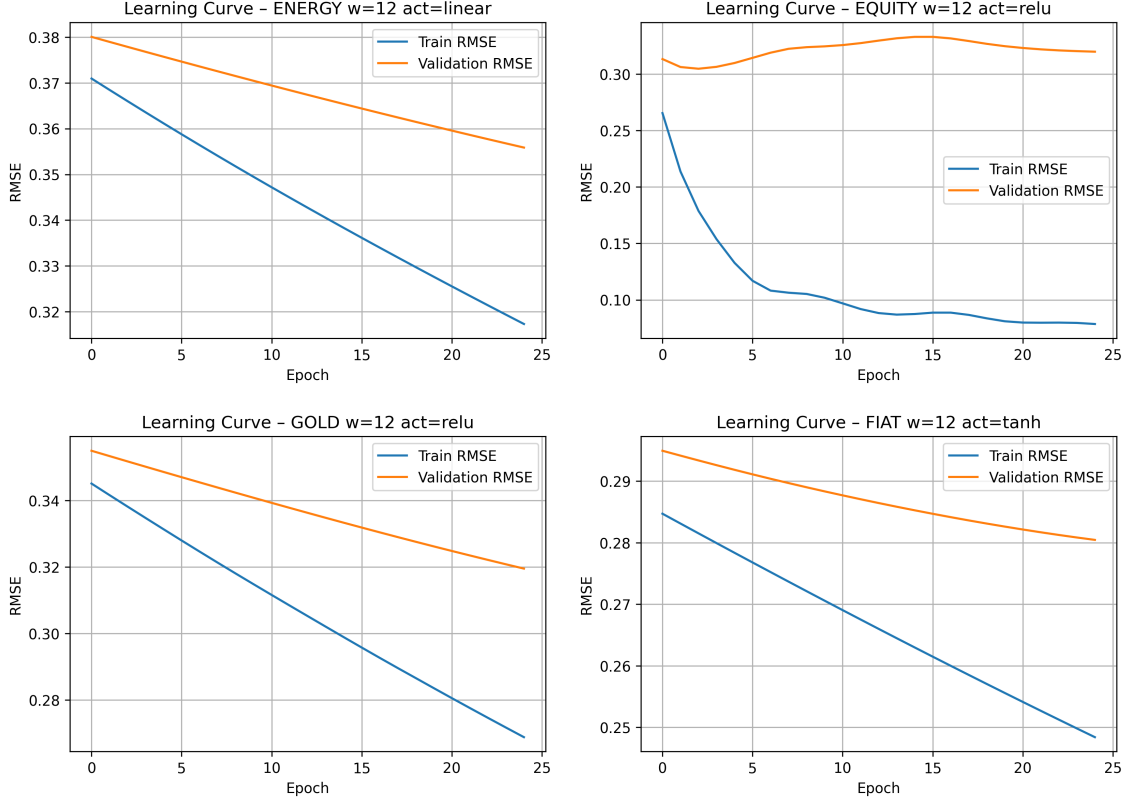 Learning Curve – ENERGY w=12 act=linear
Train RMSE
Validation RMSE
0.38
0.37
0.36
0.35
0.34
0.33
0.32
RMSE
0 5 10 15 20 25
Epoch
Learning Curve – EQUITY w=12 act=relu
Train RMSE
Validation RMSE
0.30
0.25
0.20
0.15
0.10
RMSE
0 5 10 15 20 25
Epoch
Learning Curve – GOLD w=12 act=relu
Train RMSE
Validation RMSE
0.34
0.32
0.30
0.28
RMSE
0 5 10 15 20 25
Epoch
Learning Curve – FIAT w=12 act=tanh
Train RMSE
Validation RMSE
0.29
0.28
0.27
0.26
0.25
RMSE
0 5 10 15 20 25
Epoch